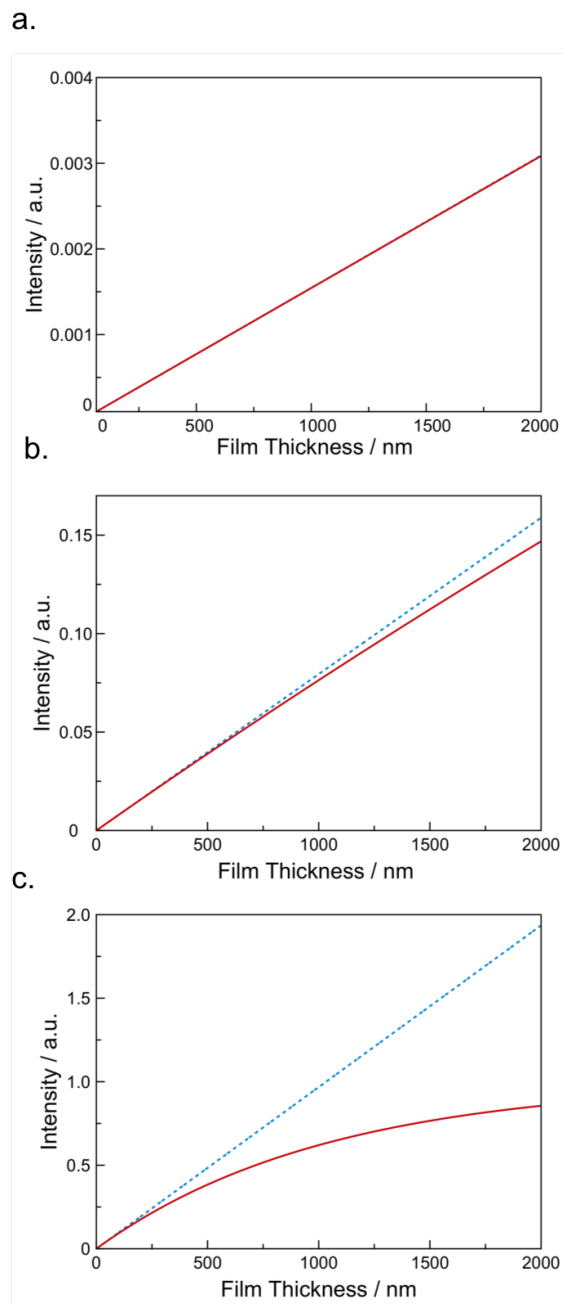 a.
0.004
0.003
0.002
0.001
0
Intensity / a.u.
0 500 1000 1500 2000
Film Thickness / nm
b.
0.15
0.10
0.05
0
Intensity / a.u.
0 500 1000 1500 2000
Film Thickness / nm
c.
2.0
1.5
1.0
0.5
0
Intensity / a.u.
0 500 1000 1500 2000
Film Thickness / nm